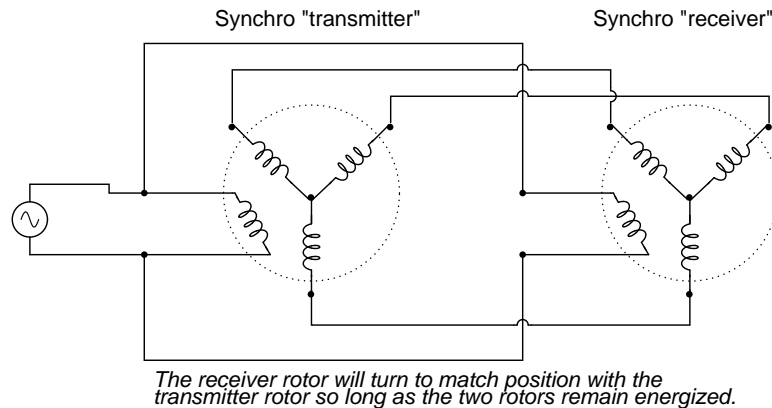 Synchro "transmitter"
Synchro "receiver"
The receiver rotor will turn to match position with the
transmitter rotor so long as the two rotors remain energized.